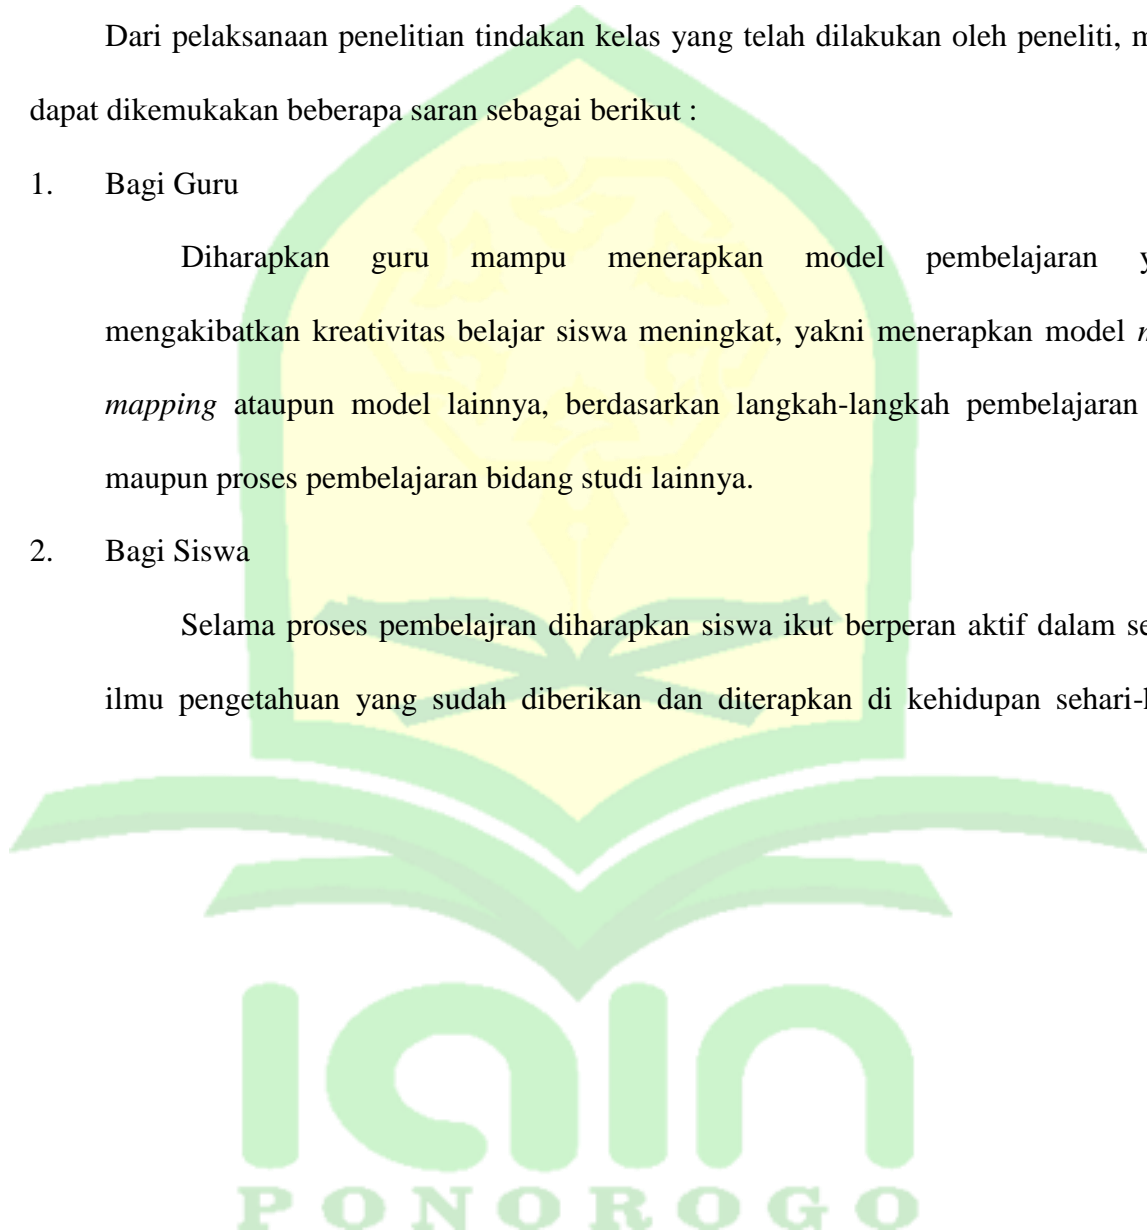 Dari pelaksanaan penelitian tindakan kelas yang telah dilakukan oleh peneliti,
dapat dikemukakan beberapa saran sebagai berikut :
1. Bagi Guru
Diharapkan guru mampu menerapkan model pembelajaran
mengakibatkan kreativitas belajar siswa meningkat, yakni menerapkan model
mapping ataupun model lainnya, berdasarkan langkah-langkah pembelajaran
maupun proses pembelajaran bidang studi lainnya.
2. Bagi Siswa
Selama proses pembelajran diharapkan siswa ikut berperan aktif dalam
ilmu pengetahuan yang sudah diberikan dan diterapkan di kehidupan
IAIN
PONOROGO